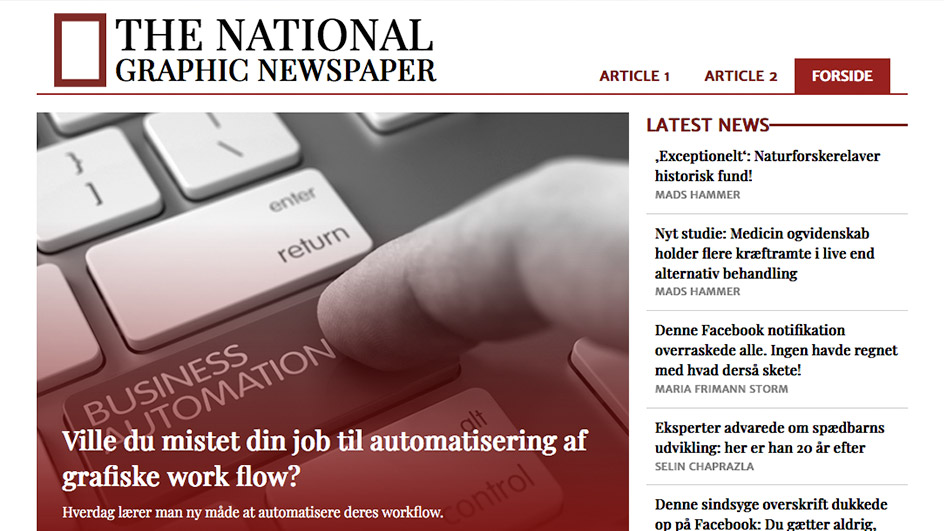 THE NATIONAL
GRAPHIC NEWSPAPER
ARTICLE 1
ARTICLE 2
FORSIDE
}
]
|
\
enter
return
BUSINESS
AUTOMATION
alt
control
Ville du mistet din job til automatisering af
grafiske work flow?
Hverdag lærer man ny måde at automatisere deres workflow.
LATEST NEWS
‚Exceptionelt‘: Naturforskerelaver
historisk fund!
MADS HAMMER
Nyt studie: Medicin ogvidenskab
holder flere kræftramte i live end
alternativ behandling
MADS HAMMER
Denne Facebook notifikation
overraskede alle. Ingen havde regnet
med hvad derså skete!
MARIA FRIMANN STORM
Eksperter advarede om spædbarns
udvikling: her er han 20 år efter
SELIN CHAPRAZLA
Denne sindsyge overskrift dukkede
op på Facebook: Du gætter aldrig,